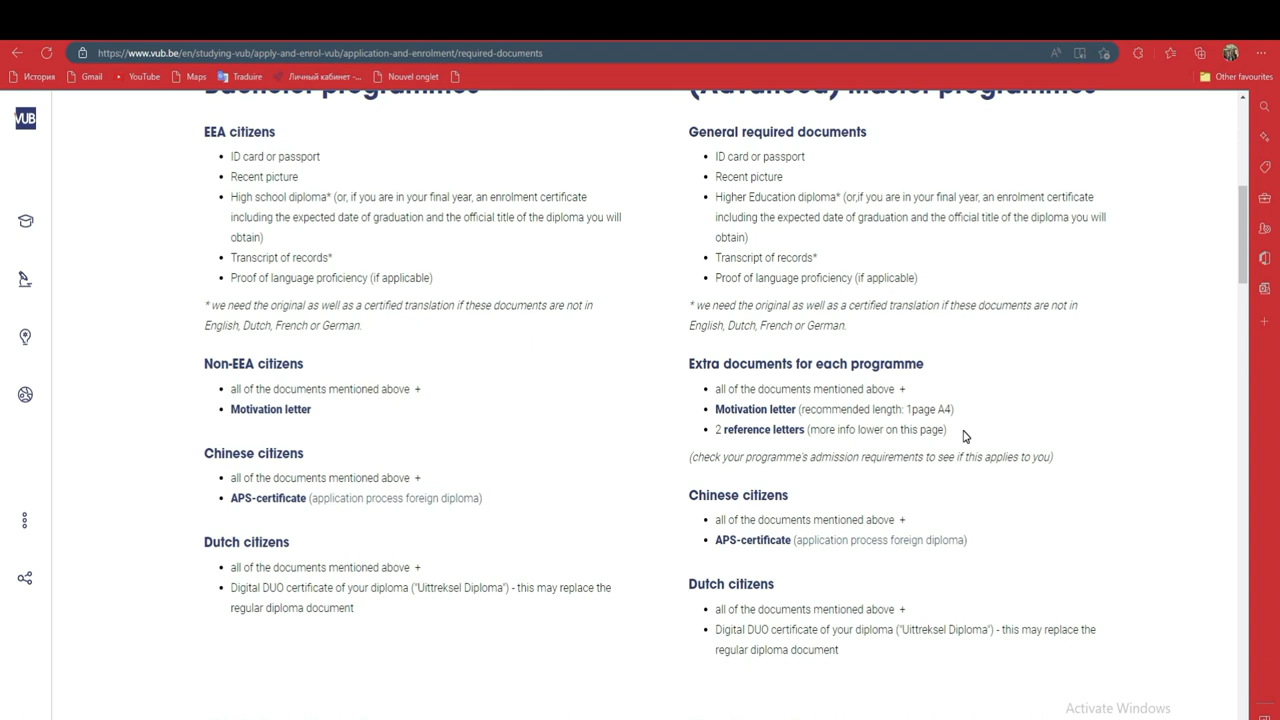 https://www.vub.be/en/studying-vub/apply-and-enrol-vub/application-and-enrolment/required-documents
История Gmail YouTube Maps Traduire Личный кабинет -... Nouvel onglet Other favourites
VUB
Bachelor programmes
EEA citizens
ID card or passport
Recent picture
High school diploma* (or, if you are in your final year, an enrolment certificate
including the expected date of graduation and the official title of the diploma you will
obtain)
Transcript of records*
Proof of language proficiency (if applicable)
* we need the original as well as a certified translation if these documents are not in
English, Dutch, French or German.
Non-EEA citizens
all of the documents mentioned above +
Motivation letter
Chinese citizens
all of the documents mentioned above +
APS-certificate (application process foreign diploma)
Dutch citizens
all of the documents mentioned above +
Digital DUO certificate of your diploma ("Uittreksel Diploma") - this may replace the
regular diploma document
(Advanced) Master programmes
General required documents
ID card or passport
Recent picture
Higher Education diploma* (or,if you are in your final year, an enrolment certificate
including the expected date of graduation and the official title of the diploma you will
obtain)
Transcript of records*
Proof of language proficiency (if applicable)
* we need the original as well as a certified translation if these documents are not in
English, Dutch, French or German.
Extra documents for each programme
all of the documents mentioned above +
Motivation letter (recommended length: 1page A4)
2 reference letters (more info lower on this page)
(check your programme's admission requirements to see if this applies to you)
Chinese citizens
all of the documents mentioned above +
APS-certificate (application process foreign diploma)
Dutch citizens
all of the documents mentioned above +
Digital DUO certificate of your diploma ("Uittreksel Diploma") - this may replace the
regular diploma document
Activate Windows